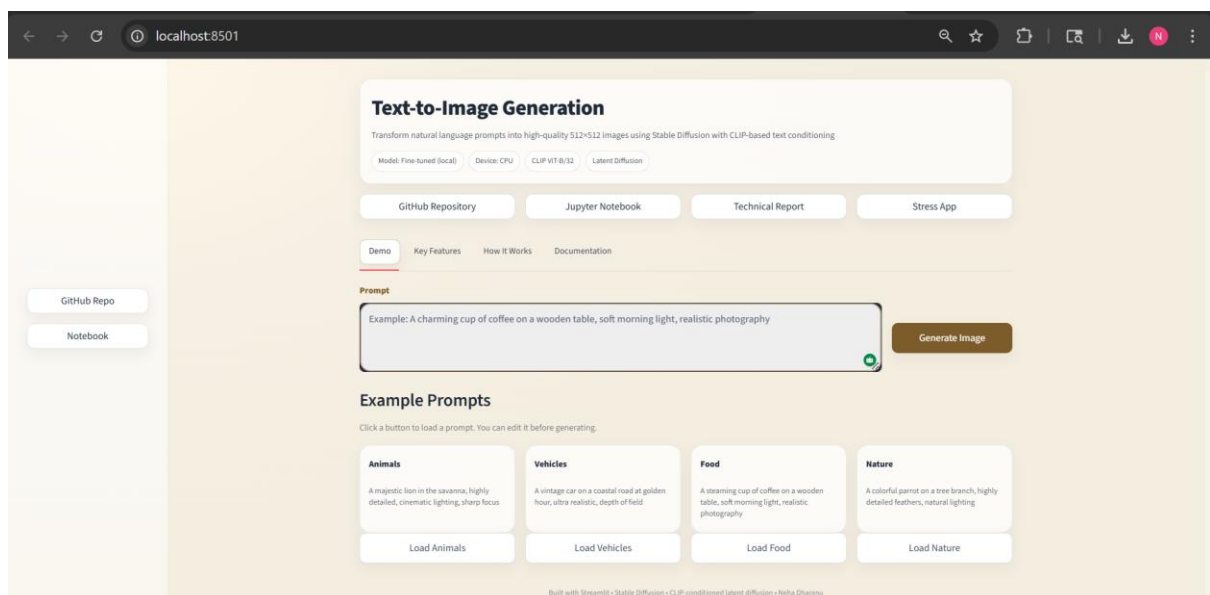 localhost:8501
N
Text-to-Image Generation
Transform natural language prompts into high-quality 512×512 images using Stable Diffusion with CLIP-based text conditioning
Model: Fine-tuned (local) Device: CPU CLIP ViT-B/32 Latent Diffusion
GitHub Repository Jupyter Notebook Technical Report Stress App
Demo Key Features How It Works Documentation
GitHub Repo
Notebook
Prompt
Example: A charming cup of coffee on a wooden table, soft morning light, realistic photography
Generate Image
Example Prompts
Click a button to load a prompt. You can edit it before generating.
Animals
A majestic lion in the savanna, highly
detailed, cinematic lighting, sharp focus
Load Animals
Vehicles
A vintage car on a coastal road at golden
hour, ultra realistic, depth of field
Load Vehicles
Food
A steaming cup of coffee on a wooden
table, soft morning light, realistic
photography
Load Food
Nature
A colorful parrot on a tree branch, highly
detailed feathers, natural lighting
Load Nature
Built with Streamlit • Stable Diffusion • CLIP conditioned latent diffusion • Neha Dharanu